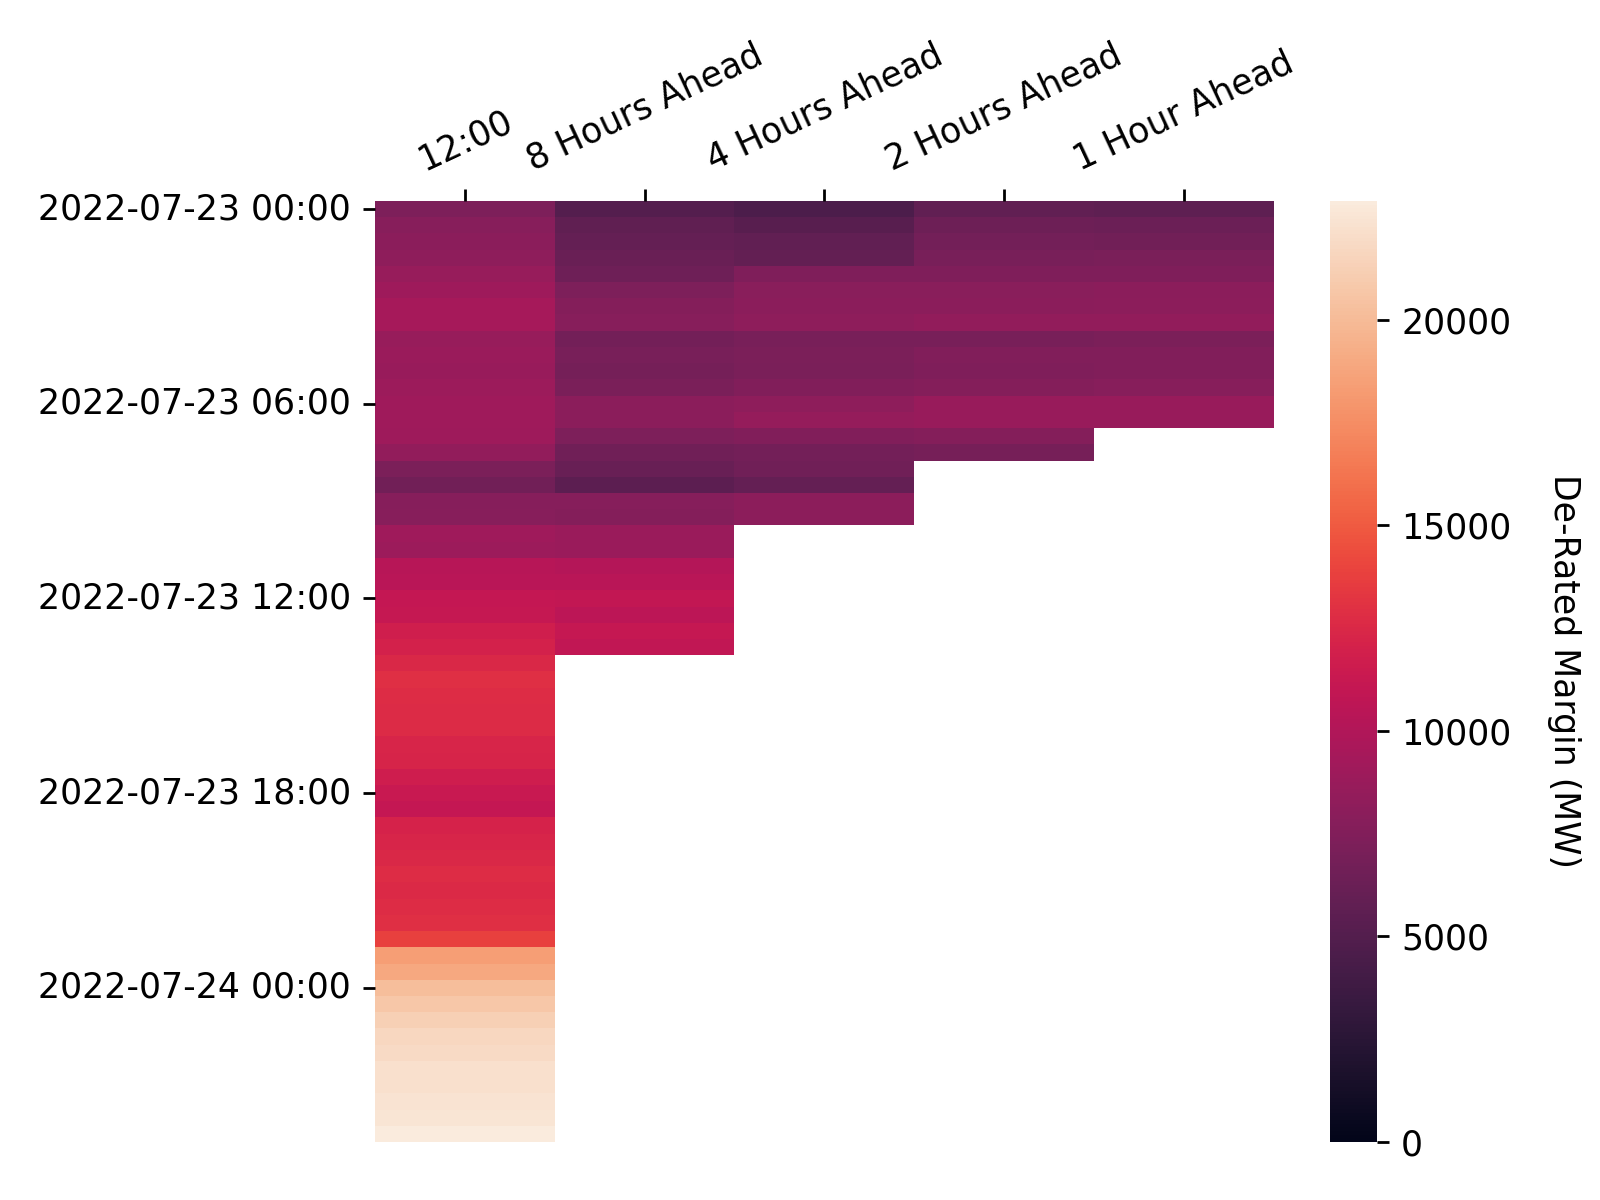 12:00
8 Hours Ahead
4 Hours Ahead
2 Hours Ahead
1 Hour Ahead
2022-07-23 00:00
2022-07-23 06:00
2022-07-23 12:00
2022-07-23 18:00
2022-07-24 00:00
20000
15000
10000
5000
0
De-Rated Margin (MW)